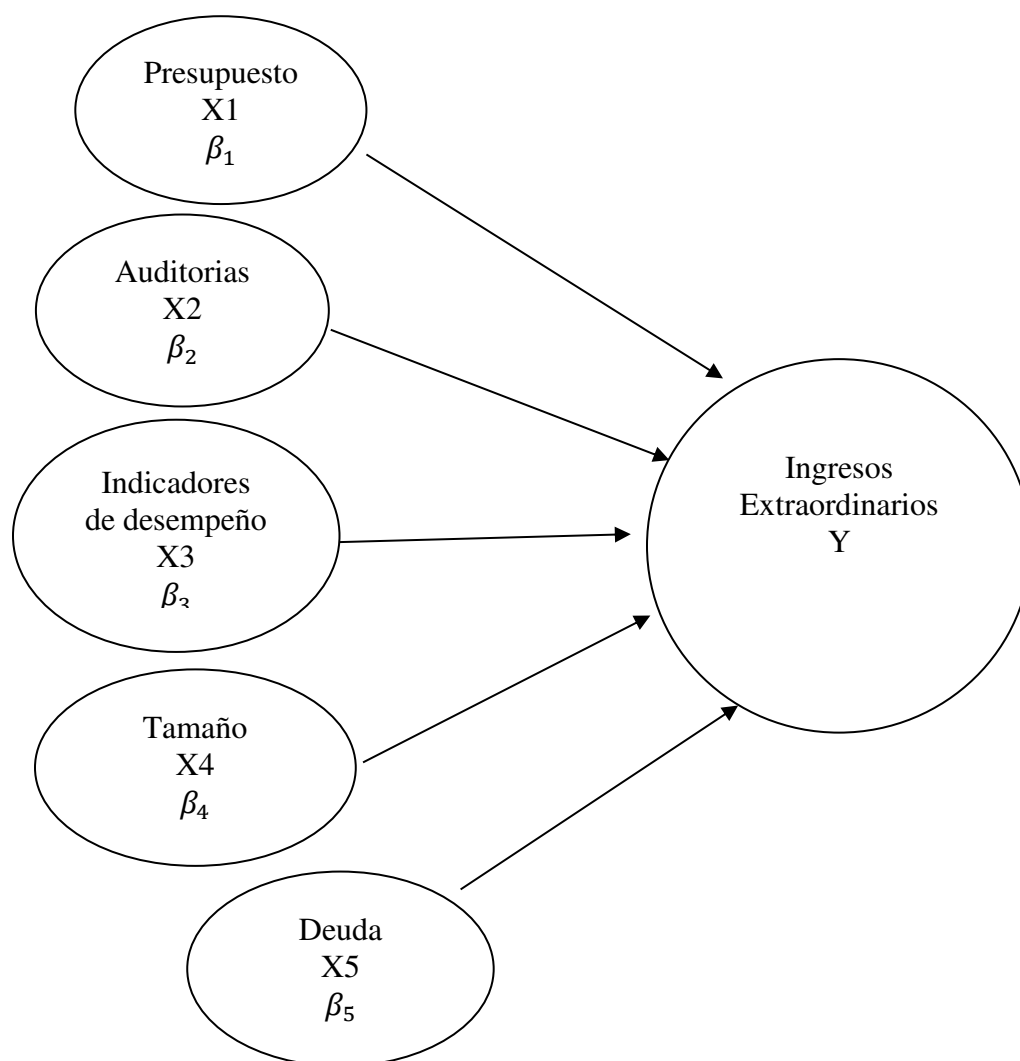 Presupuesto
X1
β₁
Auditorias
X2
β₂
Indicadores
de desempeño
X3
β₃
Tamaño
X4
β₄
Deuda
X5
β₅
Ingresos
Extraordinarios
Y